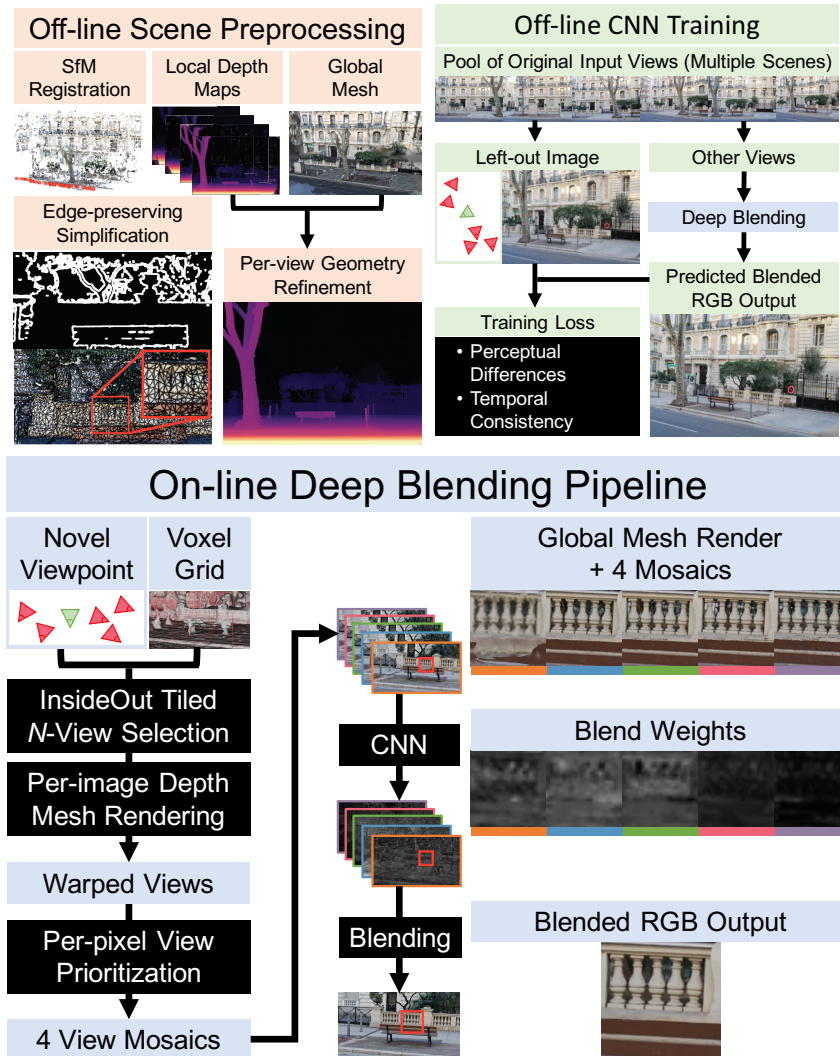 Off-line Scene Preprocessing
SfM
Registration
Local Depth
Maps
Global
Mesh
Edge-preserving
Simplification
Per-view Geometry
Refinement
Off-line CNN Training
Pool of Original Input Views (Multiple Scenes)
Left-out Image
Other Views
Deep Blending
Predicted Blended
RGB Output
Training Loss
• Perceptual
Differences
• Temporal
Consistency
On-line Deep Blending Pipeline
Novel
Viewpoint
Voxel
Grid
InsideOut Tiled
N-View Selection
Per-image Depth
Mesh Rendering
Warped Views
Per-pixel View
Prioritization
4 View Mosaics
CNN
Blending
Global Mesh Render
+ 4 Mosaics
Blend Weights
Blended RGB Output